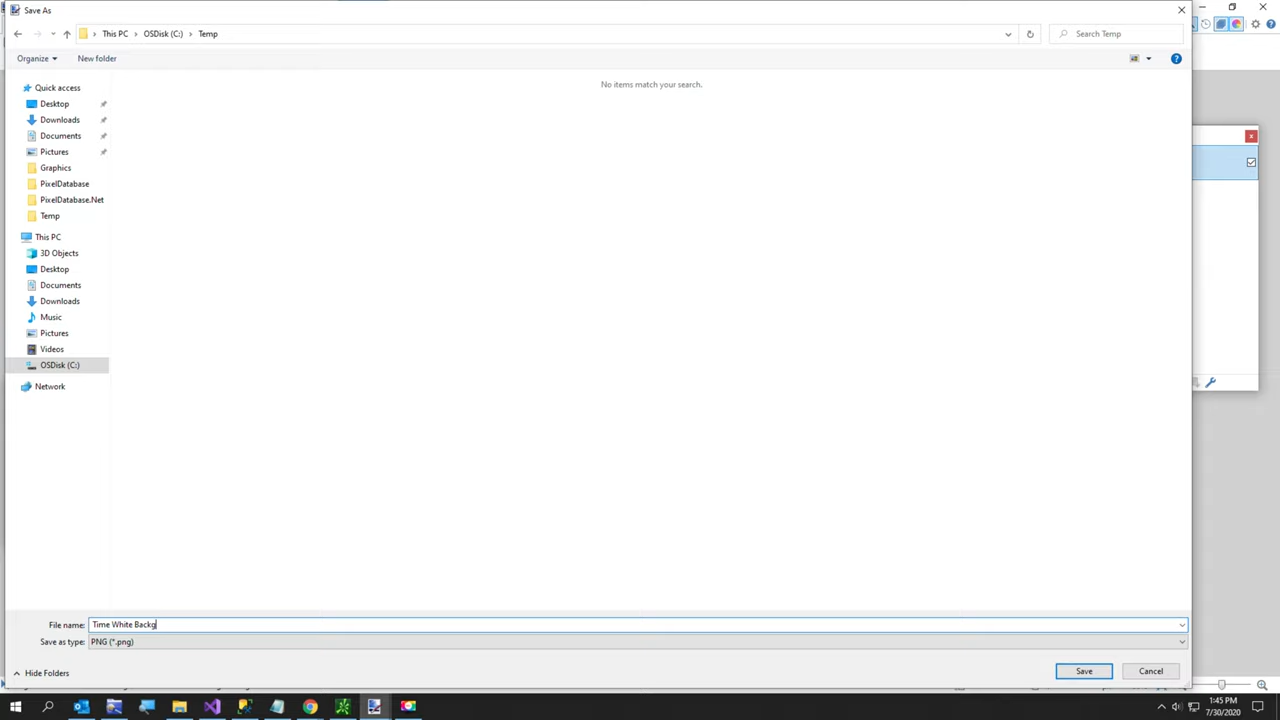 Save As
This PC
OSDisk (C:)
Temp
Search Temp
Organize
New folder
No items match your search.
Quick access
Desktop
Downloads
Documents
Pictures
Graphics
PixelDatabase
PixelDatabase.Net
Temp
This PC
3D Objects
Desktop
Documents
Downloads
Music
Pictures
Videos
OSDisk (C:)
Network
File name: Time White Backg
Save as type: PNG (*.png)
Hide Folders
Save
Cancel
1:45 PM
7/30/2020